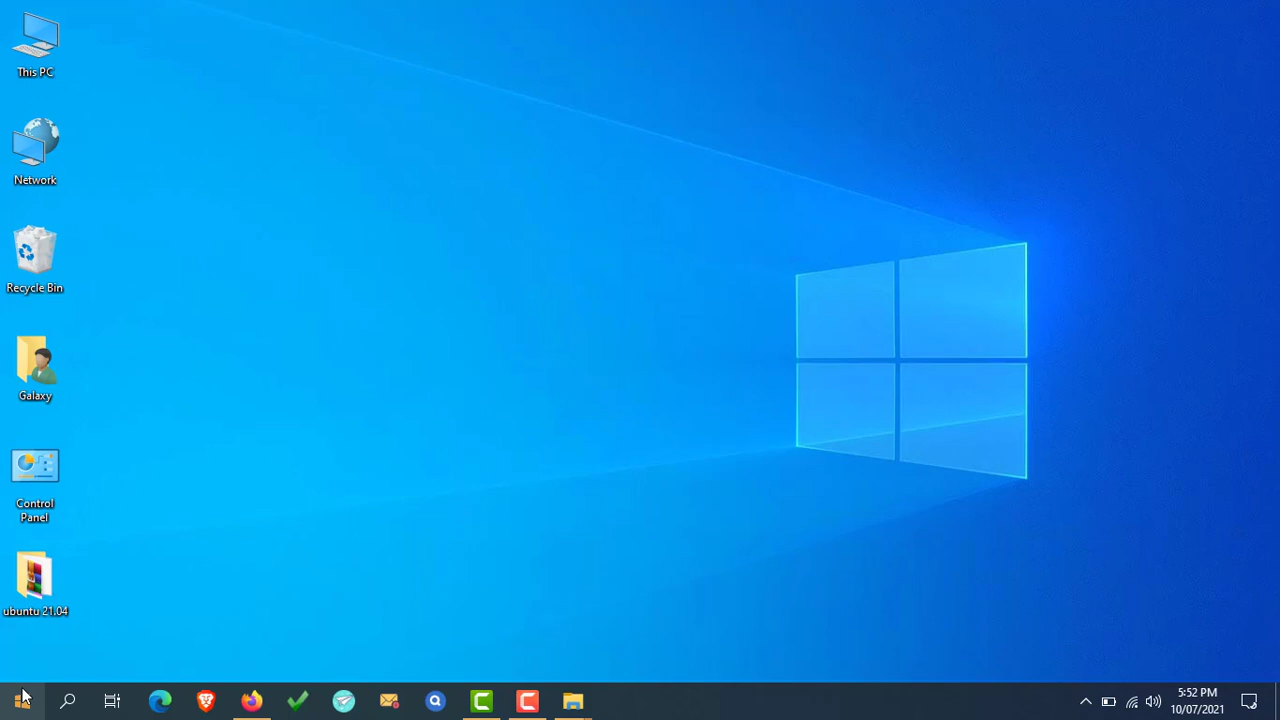 This PC
Network
Recycle Bin
Galaxy
Control
Panel
ubuntu 21.04
5:52 PM
10/07/2021